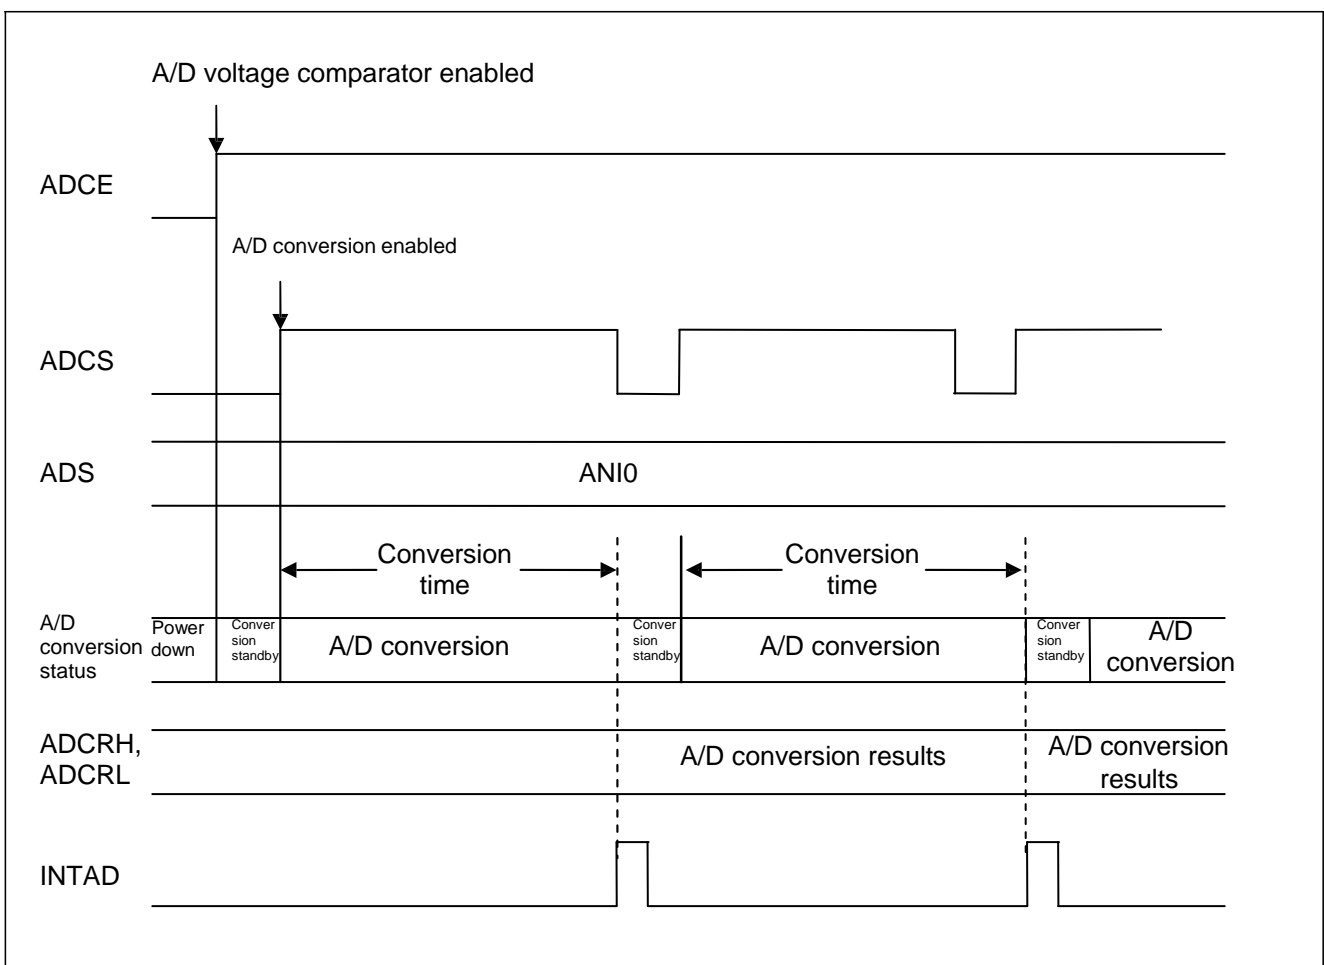 A/D voltage comparator enabled
ADCE
A/D conversion enabled
ADCS
ADS
ANI0
Conversion
time
Conversion
time
A/D
conversion
status
Power
down
Conver
sion
standby
A/D conversion
Conver
sion
standby
A/D conversion
Conver
sion
standby
A/D
conversion
ADCRH,
ADCRL
A/D conversion results
A/D conversion
results
INTAD